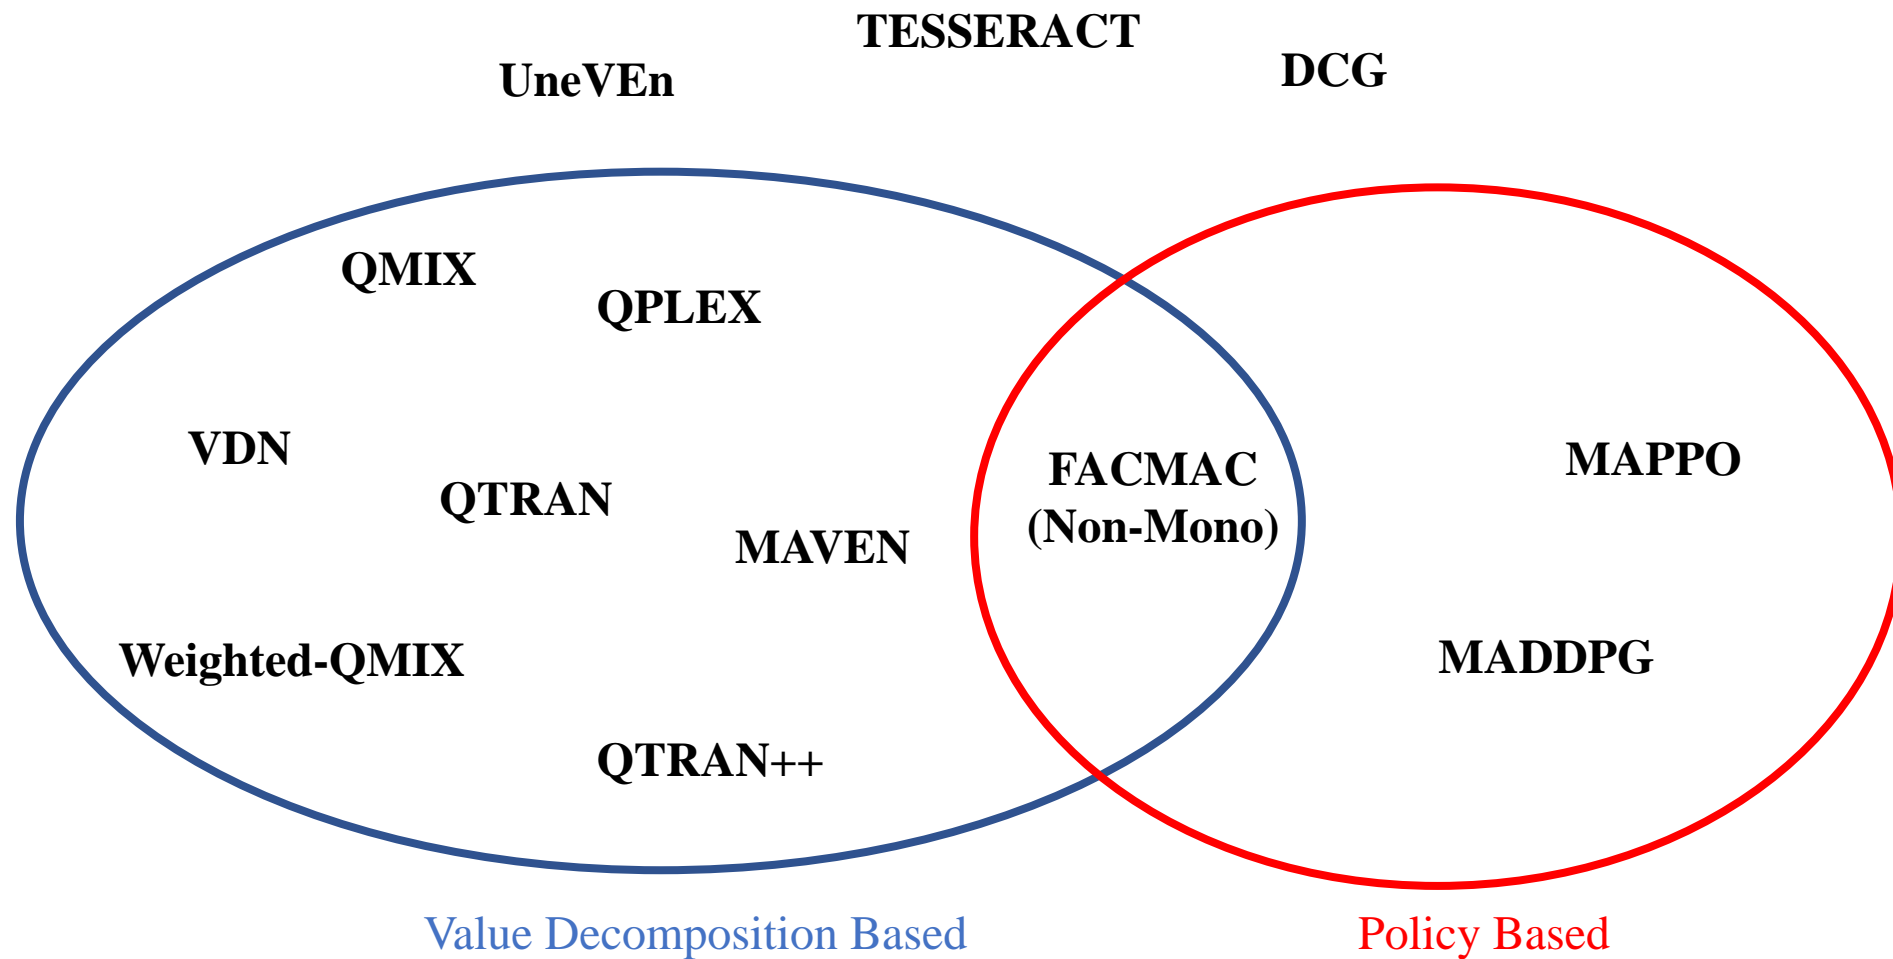 TESSERACT
UneVEn
DCG
QMIX
QPLEX
VDN
QTRAN
MAVEN
FACMAC
(Non-Mono)
MAPPO
Weighted-QMIX
MADDPG
QTRAN++
Value Decomposition Based
Policy Based